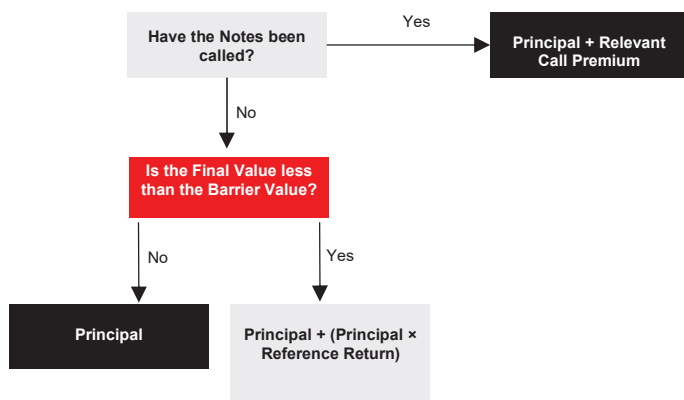 Have the Notes been
called?
Yes
Principal + Relevant
Call Premium
No
Is the Final Value less
than the Barrier Value?
No
Yes
Principal
Principal + (Principal ×
Reference Return)